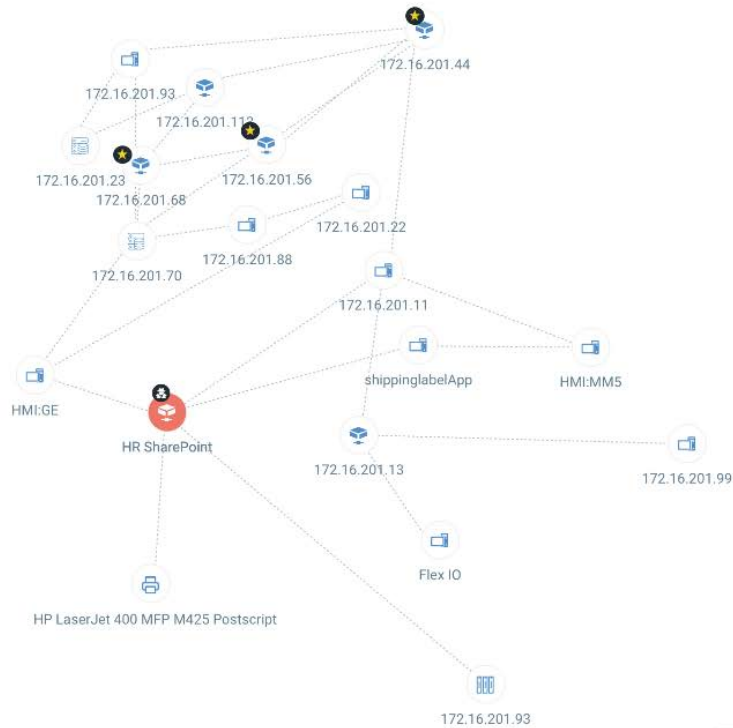 172.16.201.44
172.16.201.93
172.16.201.113
172.16.201.23
172.16.201.56
172.16.201.68
172.16.201.22
172.16.201.88
172.16.201.70
172.16.201.11
shippinglabelApp
HMI:MM5
HMI:GE
HR SharePoint
172.16.201.13
172.16.201.99
Flex IO
HP LaserJet 400 MFP M425 Postscript
172.16.201.93